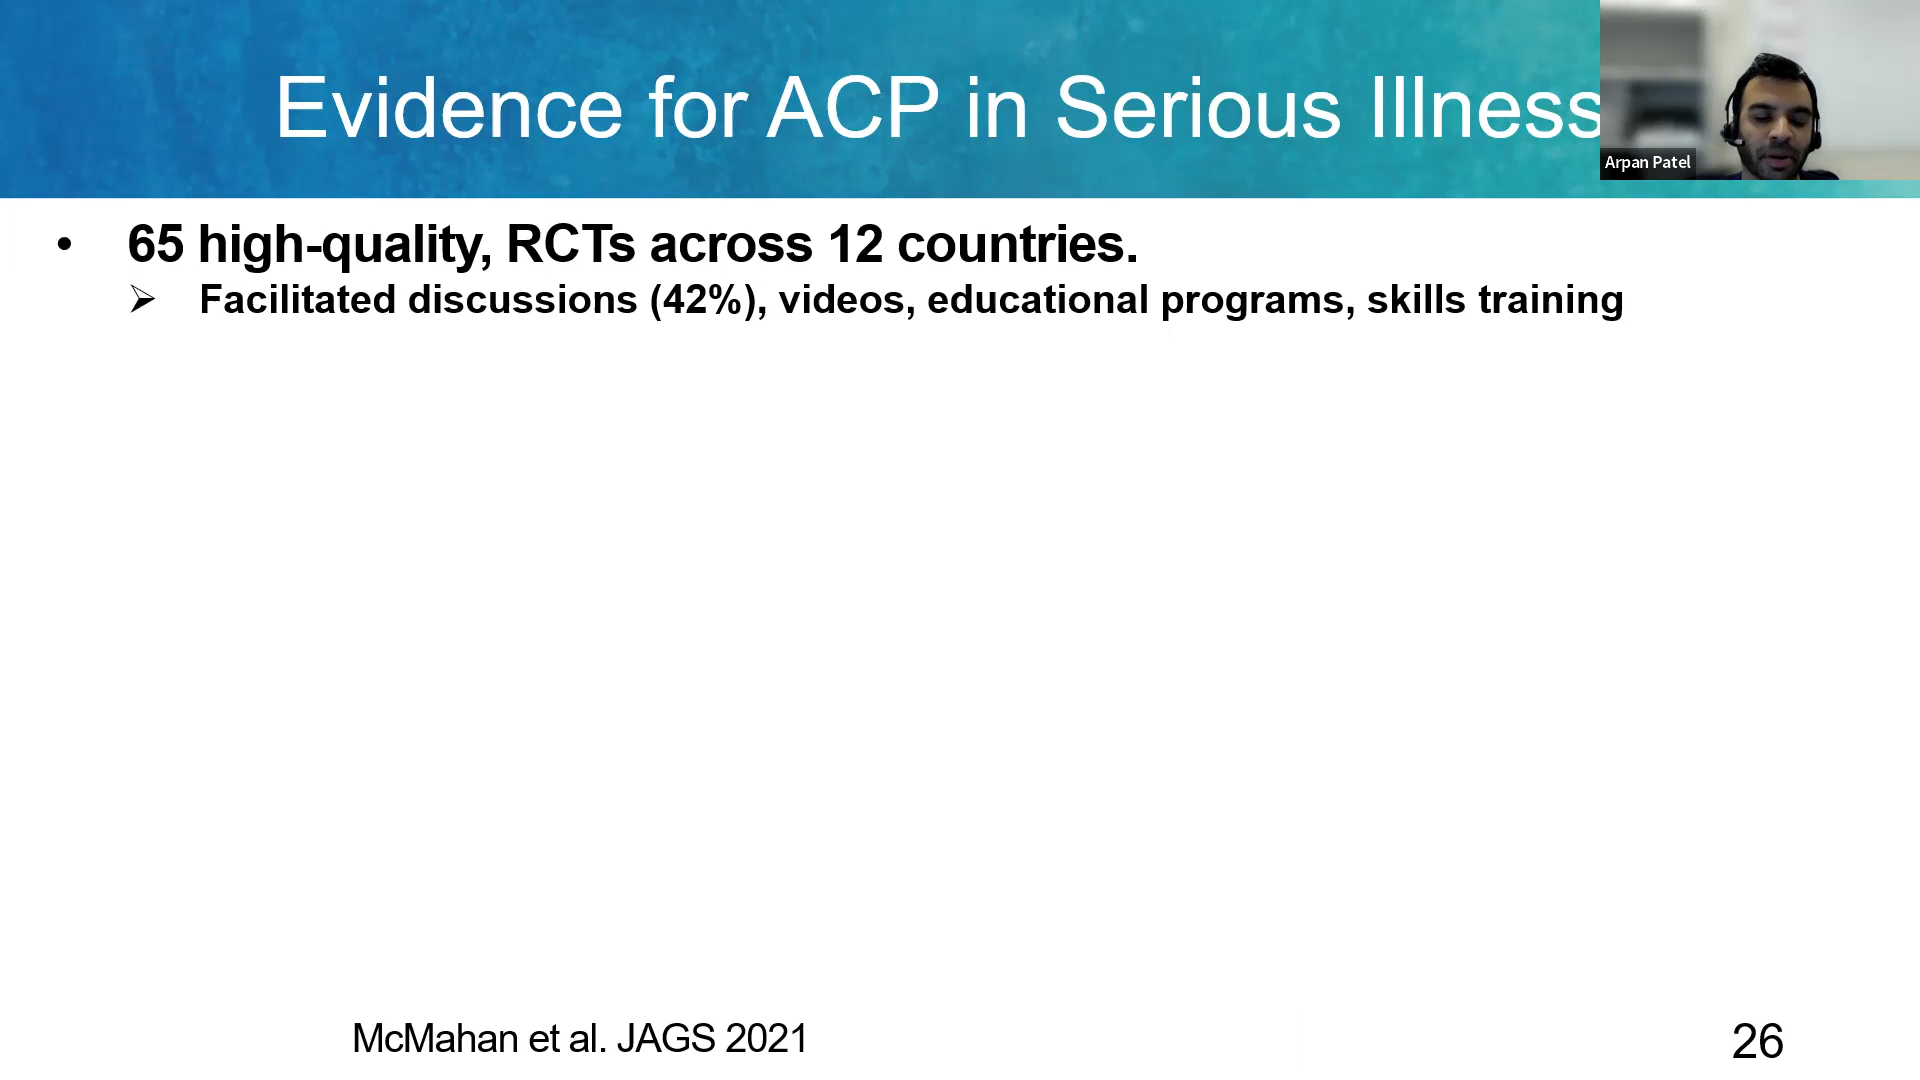 Evidence for ACP in Serious Illness
Arpan Patel
• 65 high-quality, RCTs across 12 countries.
➢ Facilitated discussions (42%), videos, educational programs, skills training
McMahan et al. JAGS 2021
26